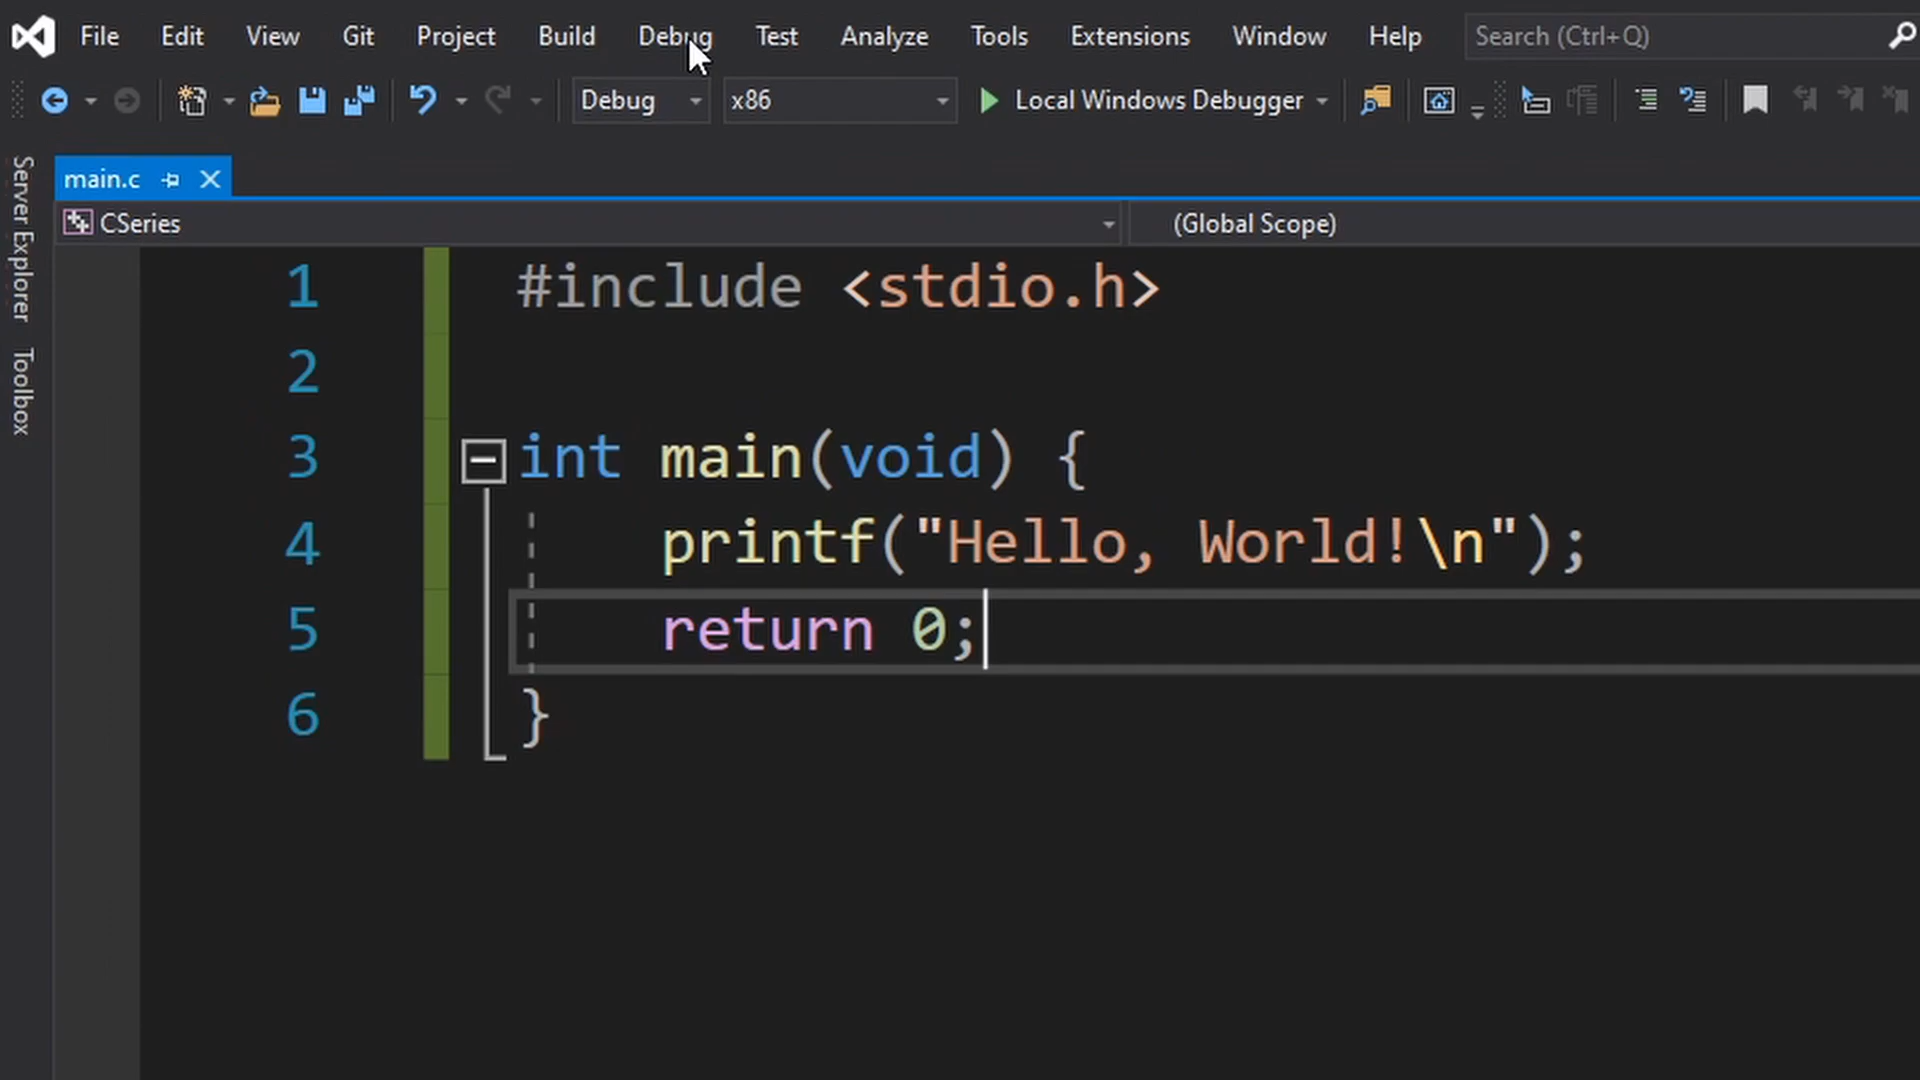 File Edit View Git Project Build Debug Test Analyze Tools Extensions Window Help Search (Ctrl+Q)
Debug x86 Local Windows Debugger
Server Explorer
Toolbox
main.c
CSeries (Global Scope)
1 #include <stdio.h>
2
3 int main(void) {
4 printf("Hello, World!\n");
5 return 0;
6 }